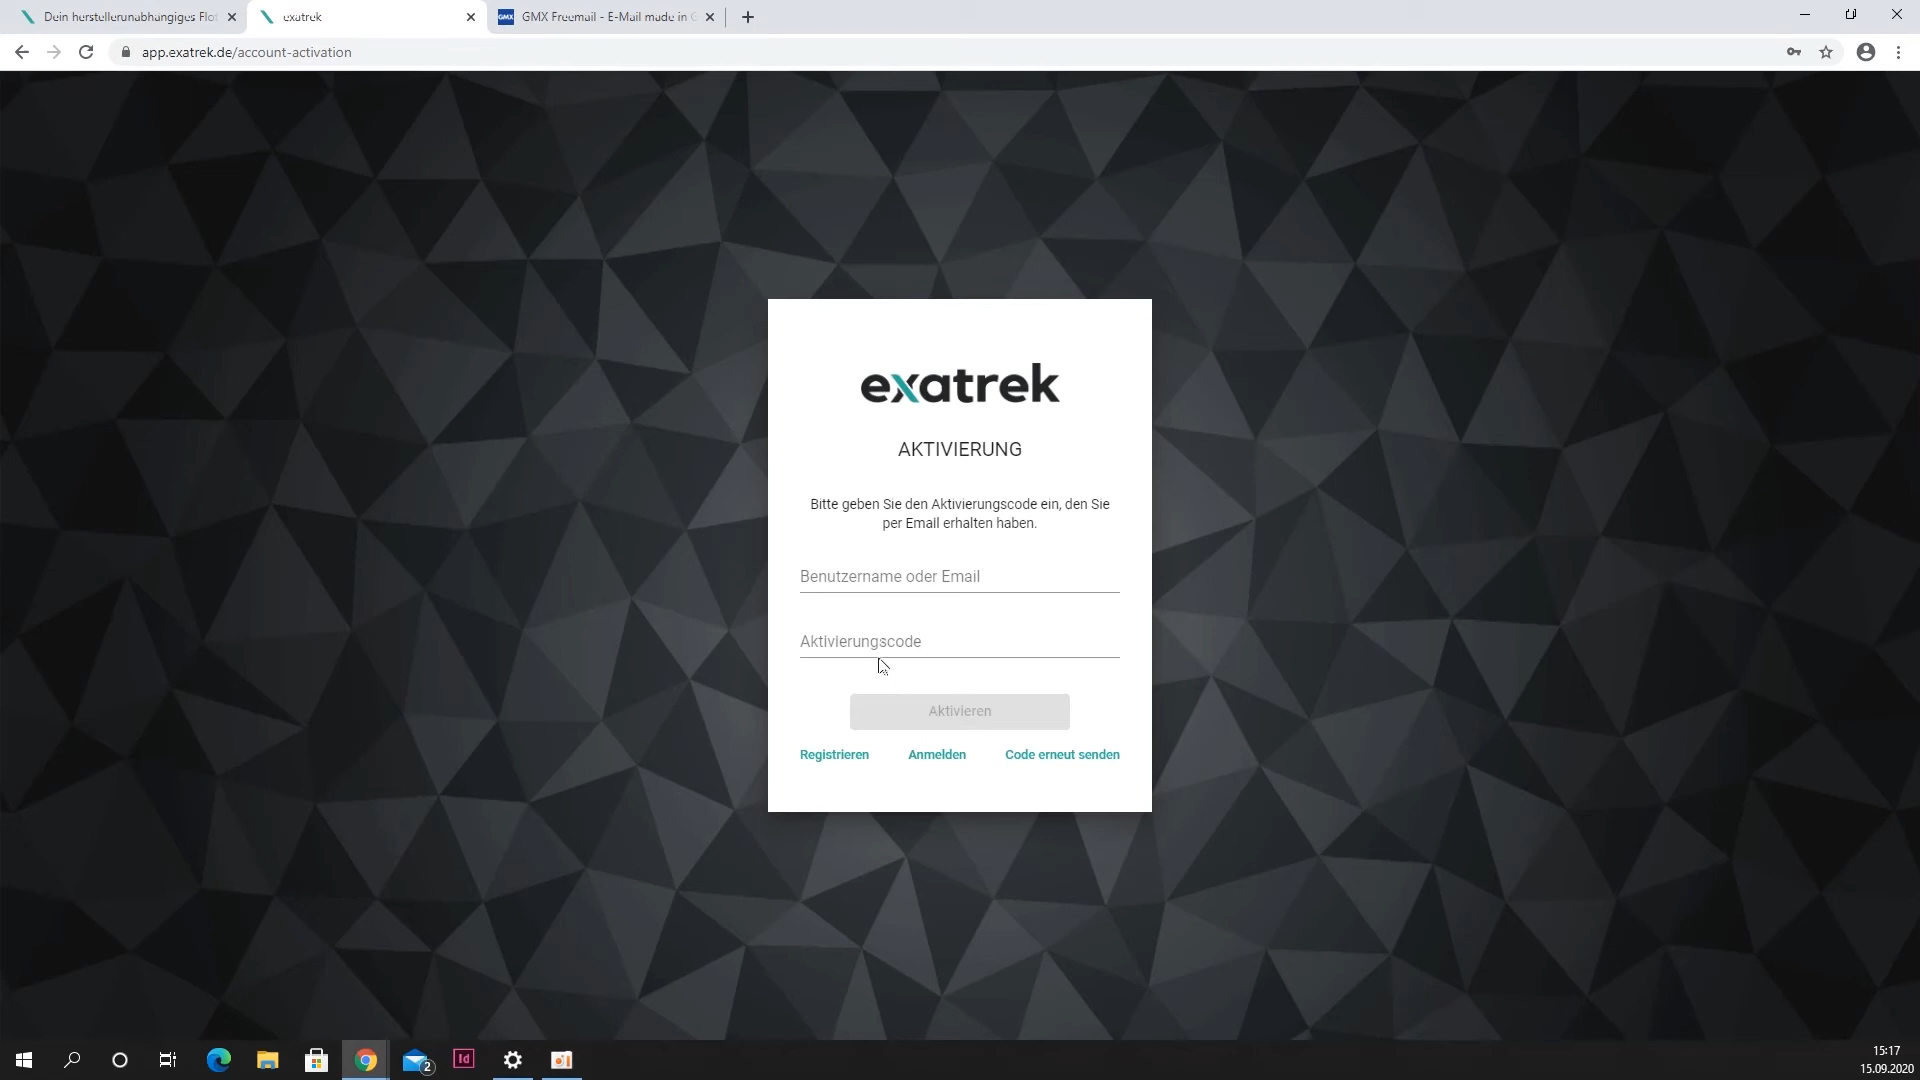 Dein herstellerunabhängiges Flot
exatrek
GMX Freemail - E-Mail made in G
app.exatrek.de/account-activation
exatrek
AKTIVIERUNG
Bitte geben Sie den Aktivierungscode ein, den Sie
per Email erhalten haben.
Benutzername oder Email
Aktivierungscode
Aktivieren
Registrieren Anmelden Code erneut senden
2
Id
15:17
15.09.2020